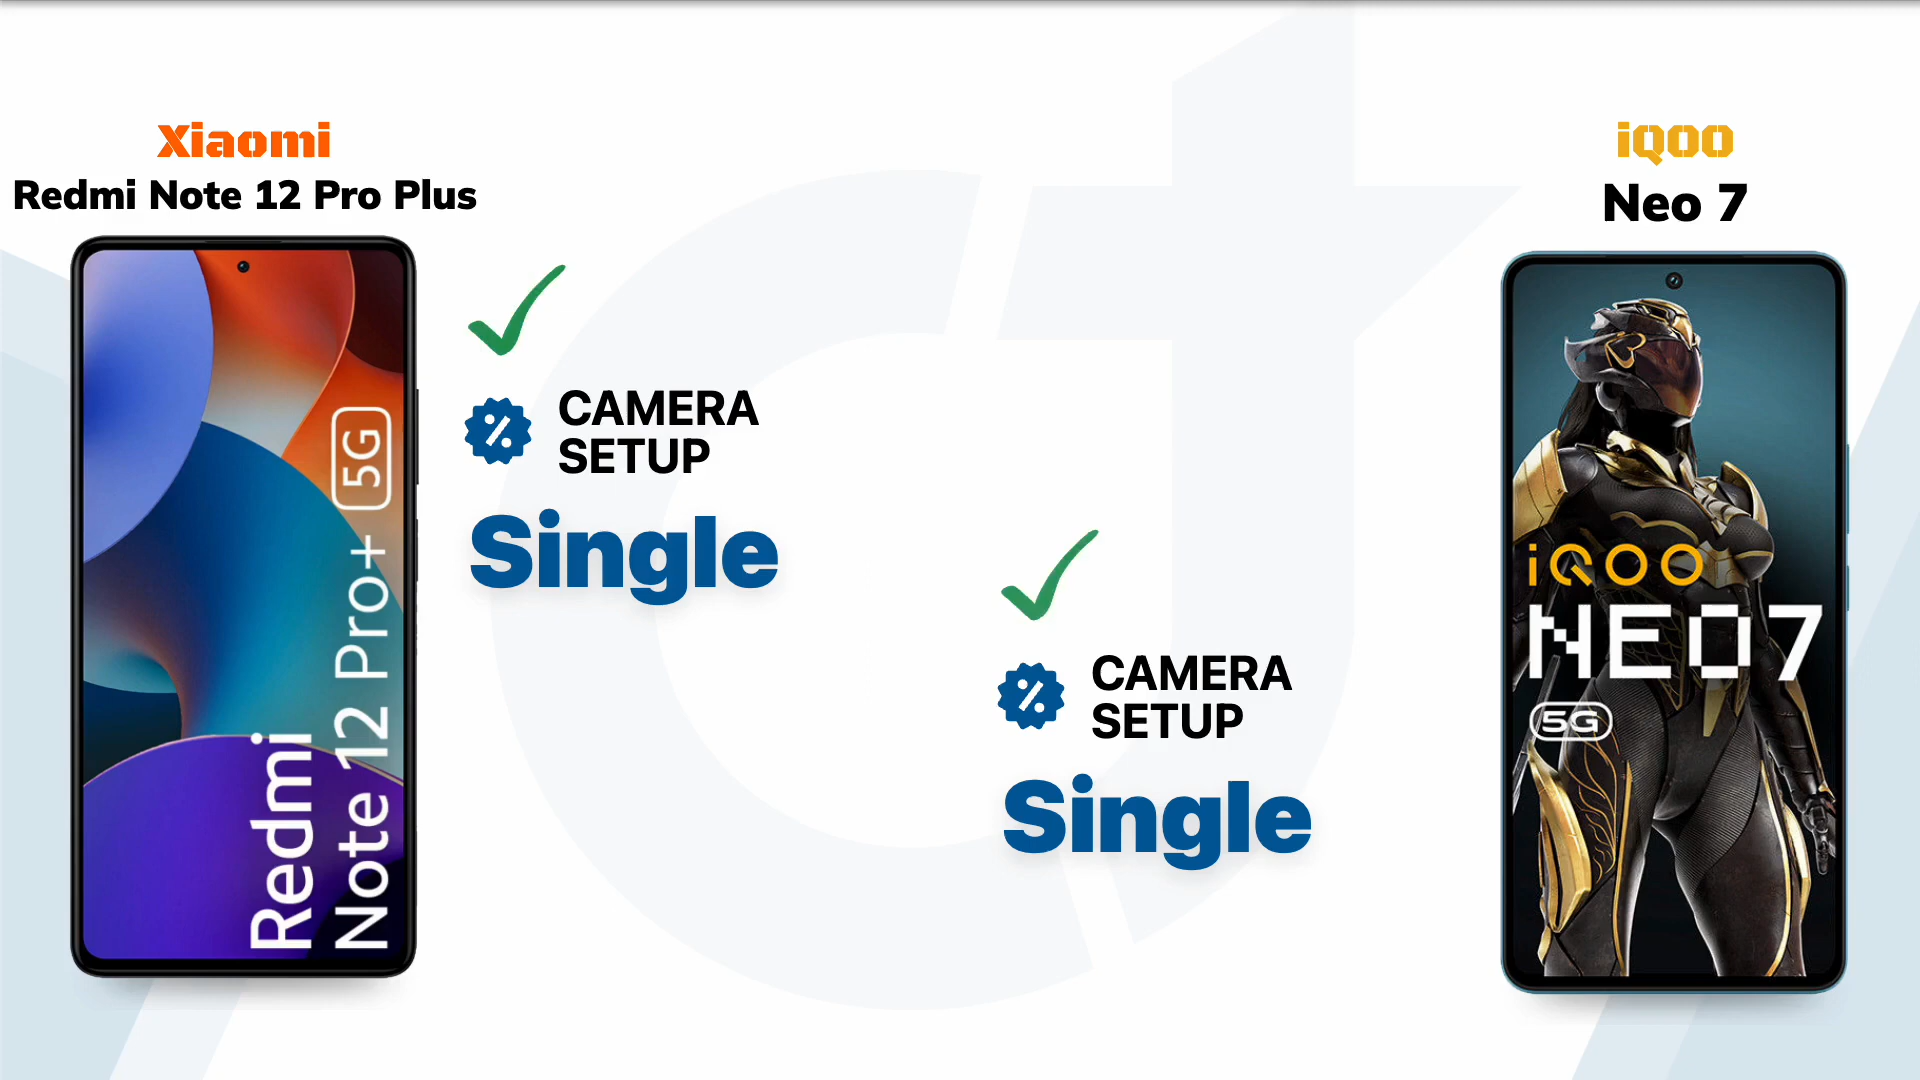 Xiaomi
Redmi Note 12 Pro Plus
Redmi
Note 12 Pro+ 5G
CAMERA
SETUP
Single
CAMERA
SETUP
Single
iQOO
Neo 7
iQOO
NEO7
5G